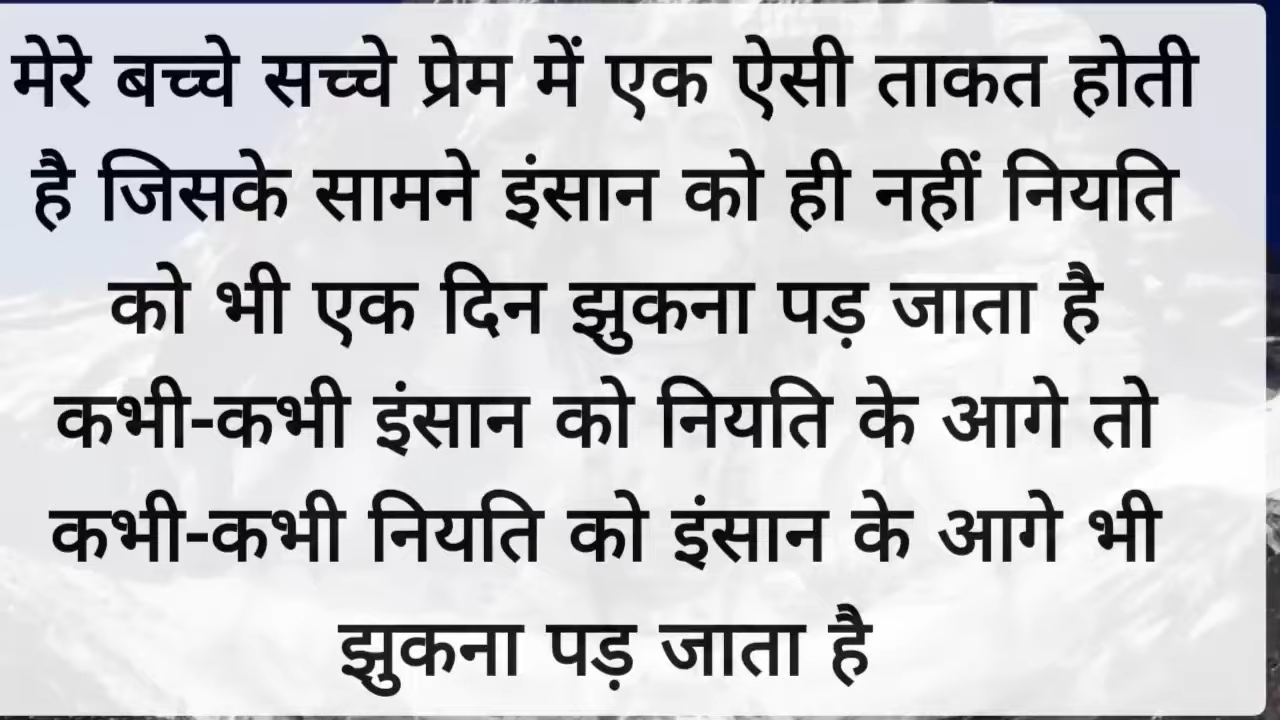 मेरे बच्चे सच्चे प्रेम में एक ऐसी ताकत होती
है जिसके सामने इंसान को ही नहीं नियति
को भी एक दिन झुकना पड़ जाता है
कभी-कभी इंसान को नियति के आगे तो
कभी-कभी नियति को इंसान के आगे भी
झुकना पड़ जाता है